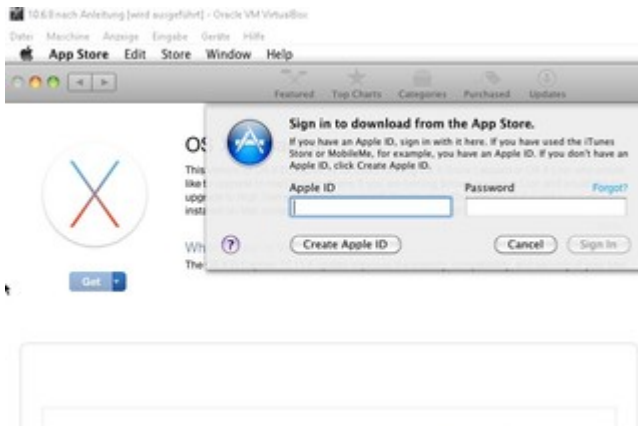 10.6.8 nach Anleitung [wird ausgeführt] - Oracle VM VirtualBox
Datei Maschine Anzeige Eingabe Geräte Hilfe
App Store Edit Store Window Help
Featured Top Charts Categories Purchased Updates
Sign in to download from the App Store.
If you have an Apple ID, sign in with it here. If you have used the iTunes
Store or MobileMe, for example, you have an Apple ID. If you don't have an
Apple ID, click Create Apple ID.
OS
This
like
upgr
insta
Apple ID Password Forgot?
? Create Apple ID Cancel Sign In
Wh
The
Get